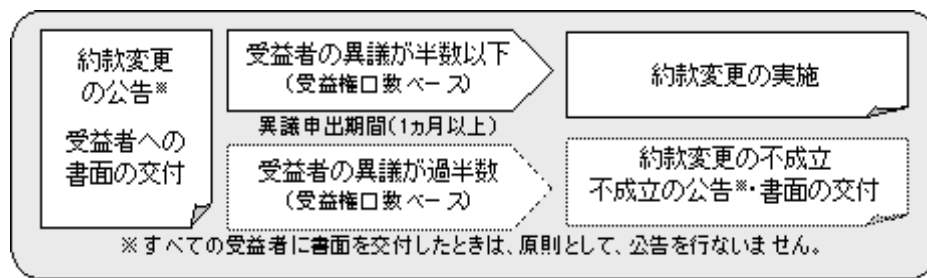 約款変更
の公告※
受益者への
書面の交付
受益者の異議が半数以下
(受益権口数ベース)
約款変更の実施
異議申出期間(1ヵ月以上)
受益者の異議が過半数
(受益権口数ベース)
約款変更の不成立
不成立の公告※・書面の交付
※すべての受益者に書面を交付したときは、原則として、公告を行ないません。